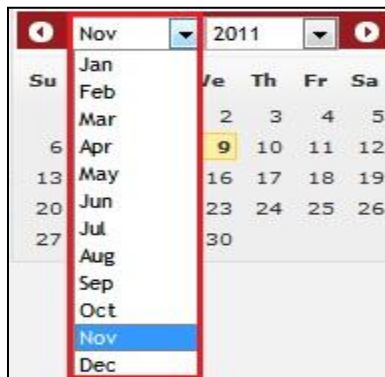 Nov 2011
Su /e Th Fr Sa
Jan
Feb
Mar 2 3 4 5
6 Apr 9 10 11 12
13 May 16 17 18 19
20 Jun 23 24 25 26
27 Jul 30
Aug
Sep
Oct
Nov
Dec